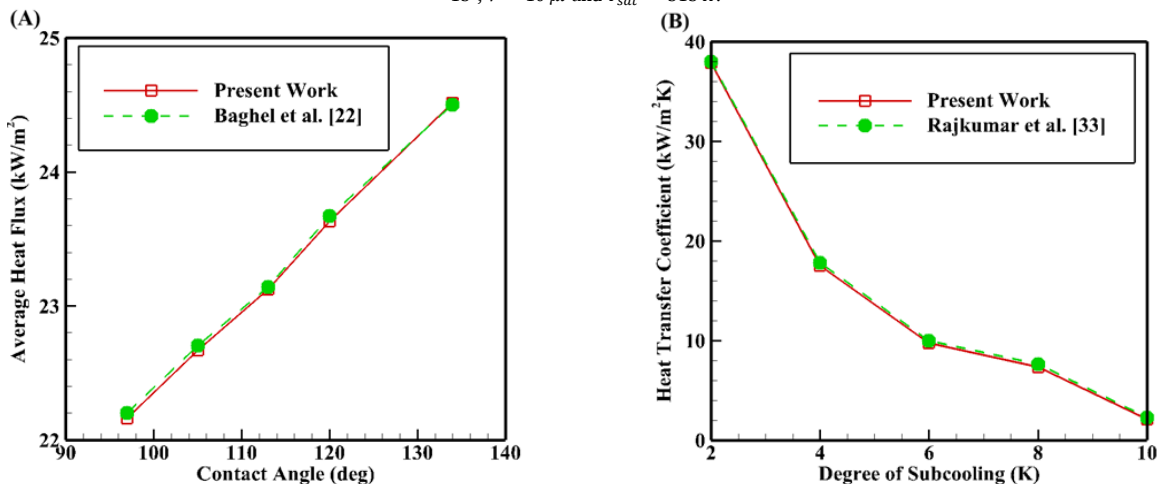 (A)
25
24
23
22
90
100
110
120
130
140
Average Heat Flux (kW/m²)
Contact Angle (deg)
Present Work
Baghel et al. [22]
(B)
40
30
20
10
0
2
4
6
8
10
Heat Transfer Coefficient (kW/m²K)
Degree of Subcooling (K)
Present Work
Rajkumar et al. [33]